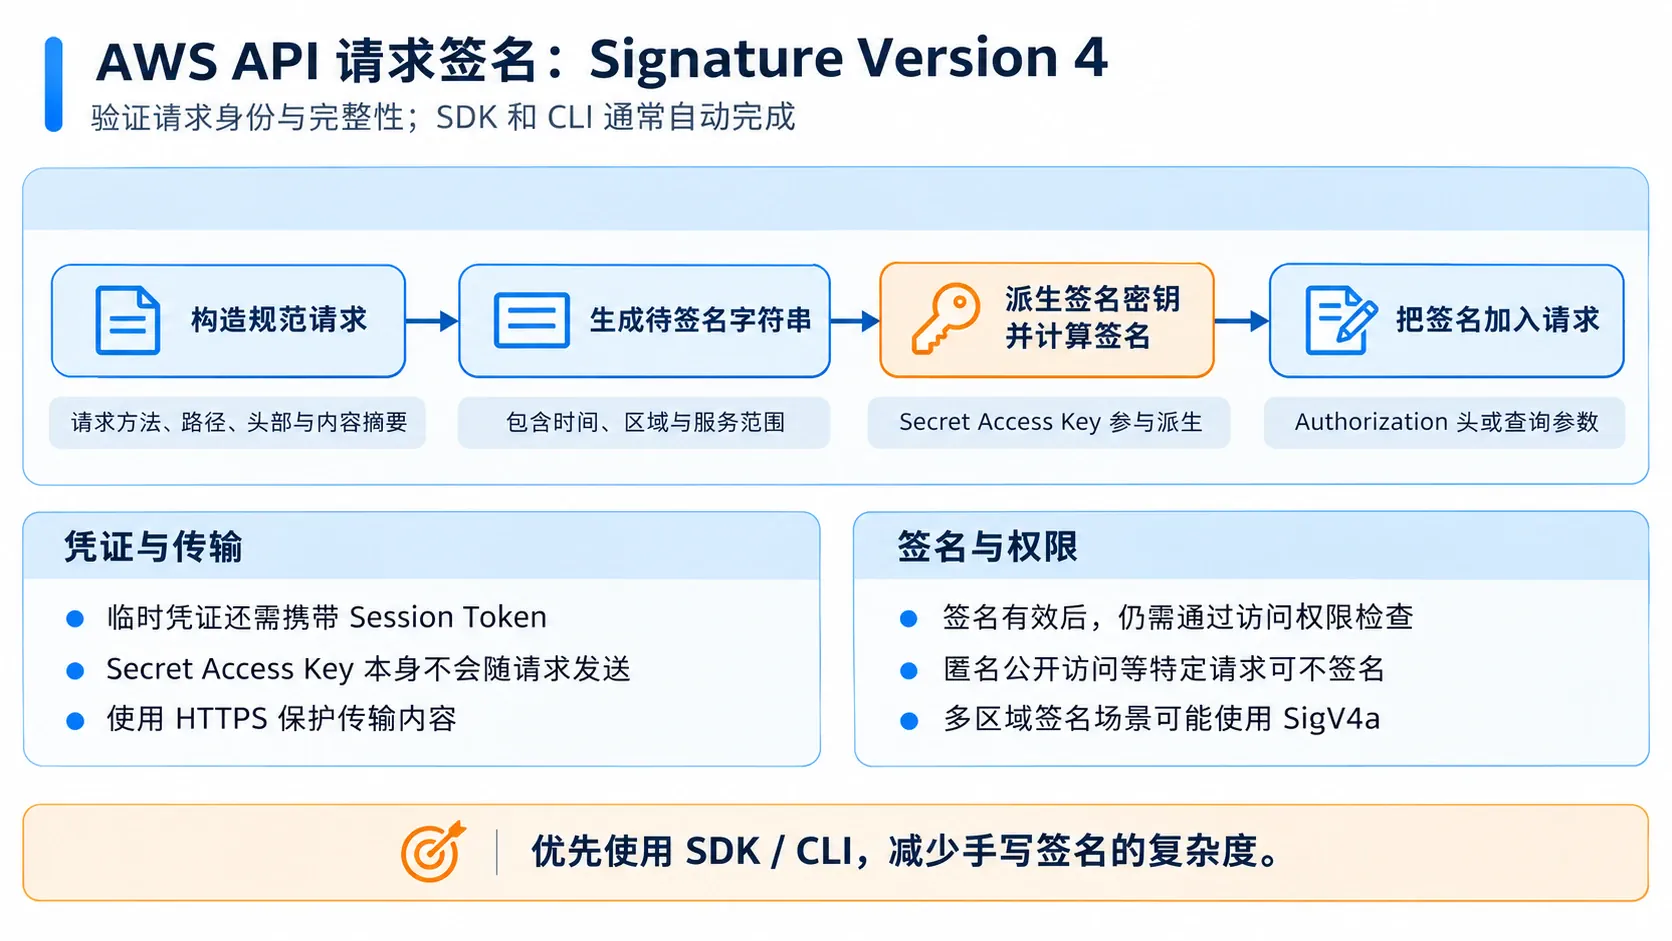 AWS API 请求签名：Signature Version 4
验证请求身份与完整性；SDK 和 CLI 通常自动完成
构造规范请求
生成待签名字符串
派生签名密钥
并计算签名
把签名加入请求
请求方法、路径、头部与内容摘要
包含时间、区域与服务范围
Secret Access Key 参与派生
Authorization 头或查询参数
凭证与传输
临时凭证还需携带 Session Token
Secret Access Key 本身不会随请求发送
使用 HTTPS 保护传输内容
签名与权限
签名有效后，仍需通过访问权限检查
匿名公开访问等特定请求可不签名
多区域签名场景可能使用 SigV4a
优先使用 SDK / CLI，减少手写签名的复杂度。